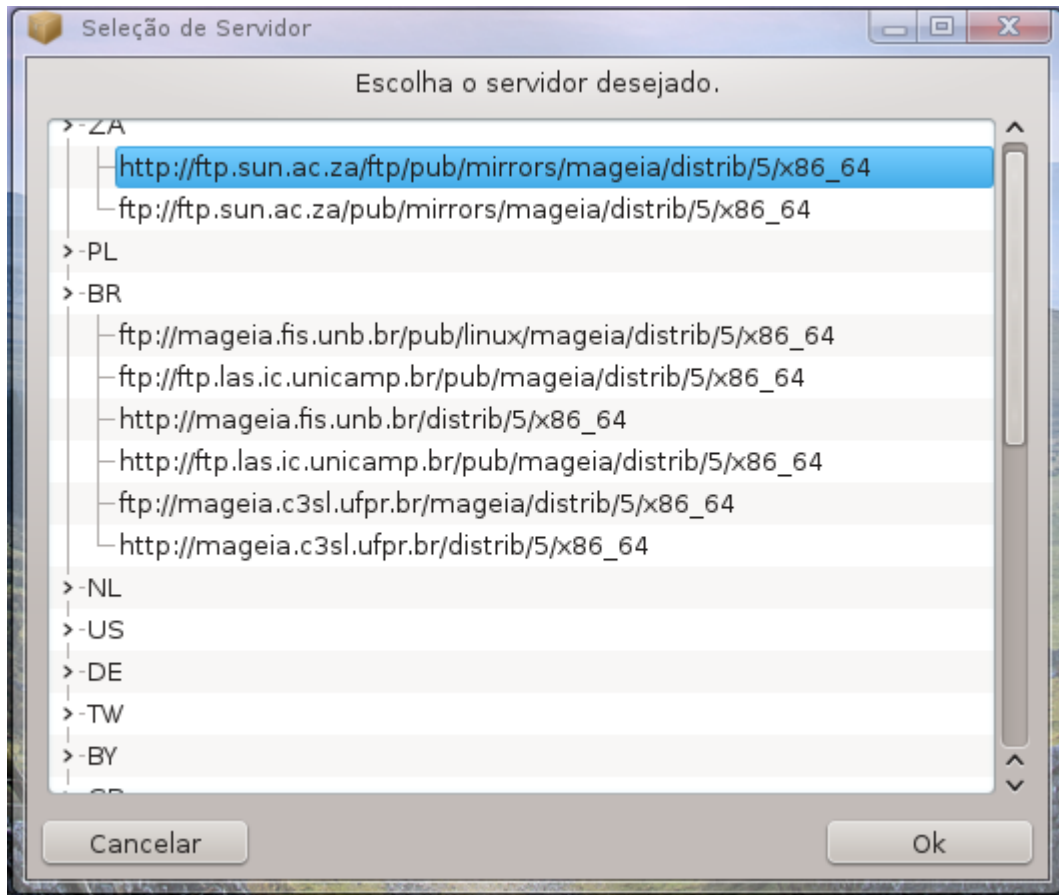 Seleção de Servidor
Escolha o servidor desejado.
ZA
http://ftp.sun.ac.za/ftp/pub/mirrors/mageia/distrib/5/x86_64
ftp://ftp.sun.ac.za/pub/mirrors/mageia/distrib/5/x86_64
PL
BR
ftp://mageia.fis.unb.br/pub/linux/mageia/distrib/5/x86_64
ftp://ftp.las.ic.unicamp.br/pub/mageia/distrib/5/x86_64
http://mageia.fis.unb.br/distrib/5/x86_64
http://ftp.las.ic.unicamp.br/pub/mageia/distrib/5/x86_64
ftp://mageia.c3sl.ufpr.br/mageia/distrib/5/x86_64
http://mageia.c3sl.ufpr.br/distrib/5/x86_64
NL
US
DE
TW
BY
Cancelar
Ok